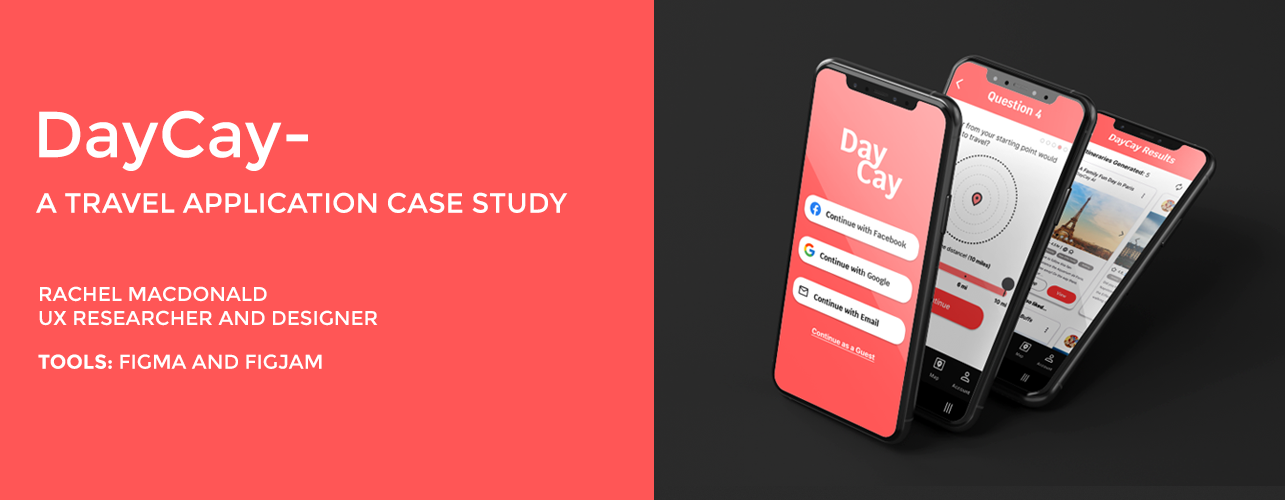 DayCay-
A TRAVEL APPLICATION CASE STUDY
RACHEL MACDONALD
UX RESEARCHER AND DESIGNER
TOOLS: FIGMA AND FIGJAM
Day
Cay
Continue with Facebook
Continue with Google
Continue with Email
Continue as a Guest
Question 4
from your starting point would
to travel?
distance! (10 miles)
6 mi
10 mi
Map
Account
DayCay Results
Itineraries Generated: 5
A Family Fun Day in Paris
DayCay AI
Map
Account